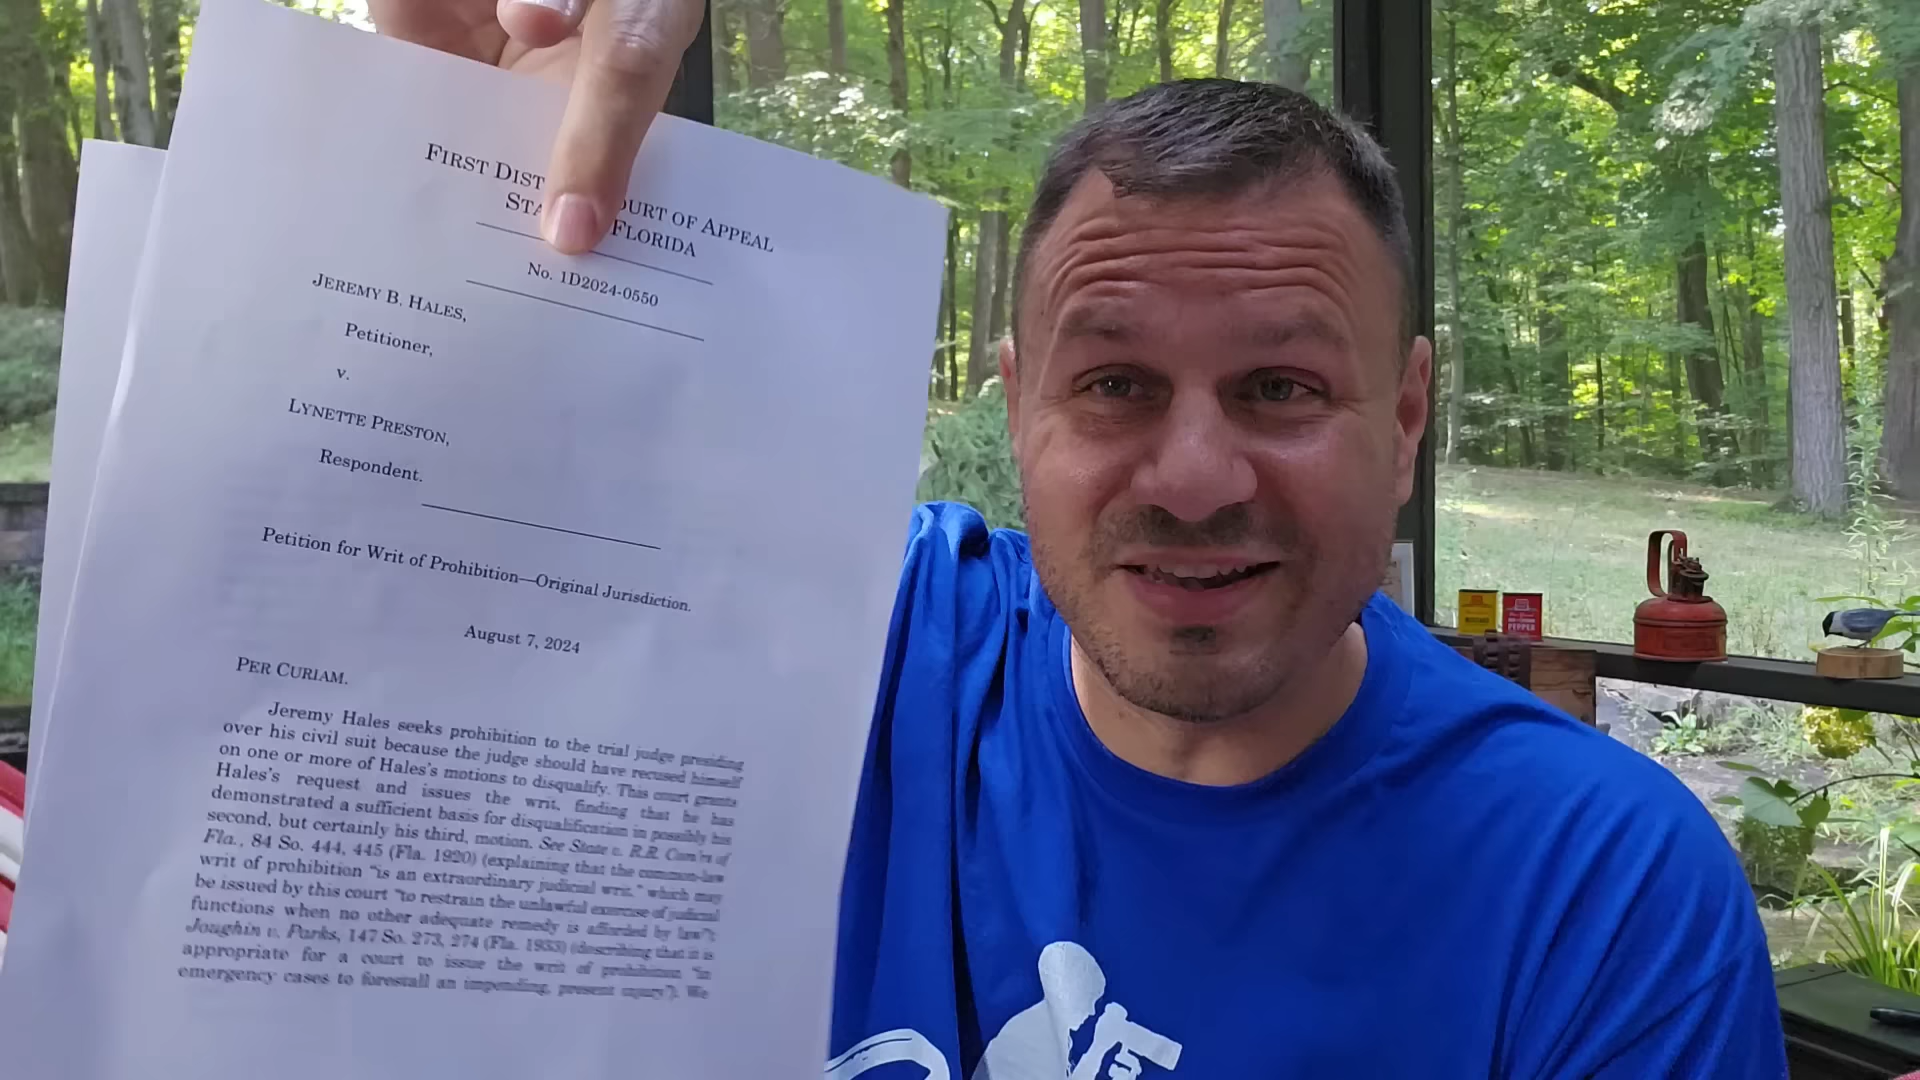 FIRST DIST OURT OF APPEAL
STA FLORIDA
No. 1D2024-0550
JEREMY B. HALES,
Petitioner,
v.
LYNETTE PRESTON,
Respondent.
Petition for Writ of Prohibition—Original Jurisdiction.
August 7, 2024
PER CURIAM.
Jeremy Hales seeks prohibition to the trial judge presiding
over his civil suit because the judge should have recused himself
on one or more of Hales's motions to disqualify. This court grants
Hales's request and issues the writ, finding that he has
demonstrated a sufficient basis for disqualification in possibly his
second, but certainly his third, motion. See State v. R.R. Com'rs of
Fla., 84 So. 444, 445 (Fla. 1920) (explaining that the common-law
writ of prohibition "is an extraordinary judicial writ," which may
be issued by this court "to restrain the unlawful exercise of judicial
functions when no other adequate remedy is afforded by law");
Joughin v. Parks, 147 So. 273, 274 (Fla. 1933) (describing that it is
appropriate for a court to issue the writ of prohibition "in
emergency cases to forestall an impending, present injury"). We
PEPPER